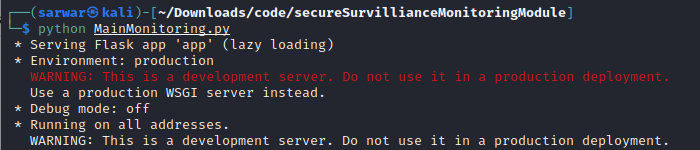 ┌──(sarwar㉿kali)-[~/Downloads/code/secureSurvillianceMonitoringModule]
└─$ python MainMonitoring.py
 * Serving Flask app 'app' (lazy loading)
 * Environment: production
   WARNING: This is a development server. Do not use it in a production deployment.
   Use a production WSGI server instead.
 * Debug mode: off
 * Running on all addresses.
   WARNING: This is a development server. Do not use it in a production deployment.